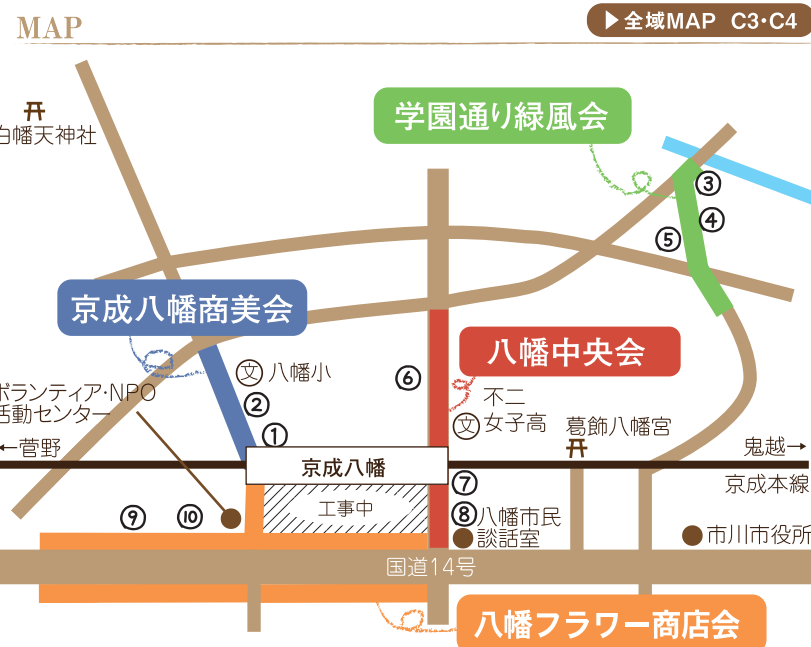 MAP
▶全域MAP C3・C4
白幡天神社
学園通り緑風会
③
④
⑤
京成八幡商美会
八幡中央会
文 八幡小
⑥
ボランティア・NPO
活動センター
②
①
不二
文 女子高
葛飾八幡宮
←菅野
鬼越→
京成八幡
京成本線
⑦
工事中
⑨
⑩
⑧
八幡市民
談話室
市川市役所
国道14号
八幡フラワー商店会